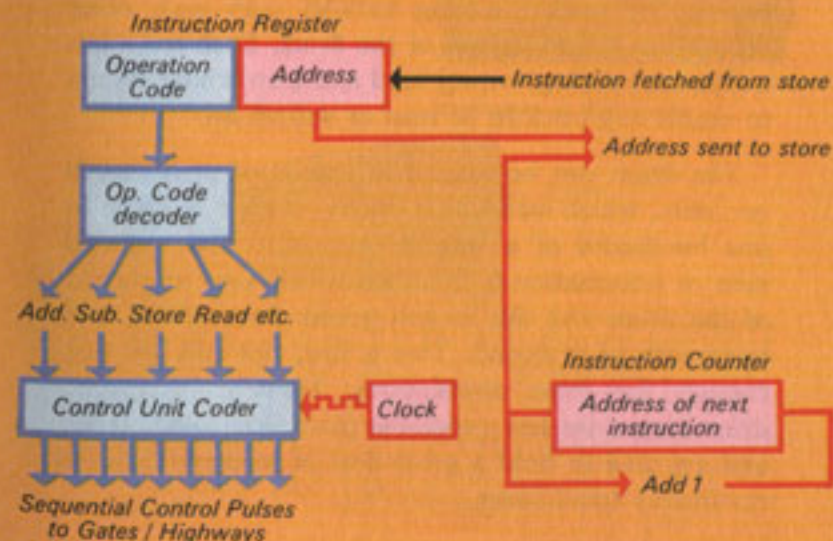 Instruction Register
Operation
Code
Address
Instruction fetched from store
Address sent to store
Op. Code
decoder
Add. Sub. Store Read etc.
Control Unit Coder
Clock
Sequential Control Pulses
to Gates / Highways
Instruction Counter
Address of next
instruction
Add 1